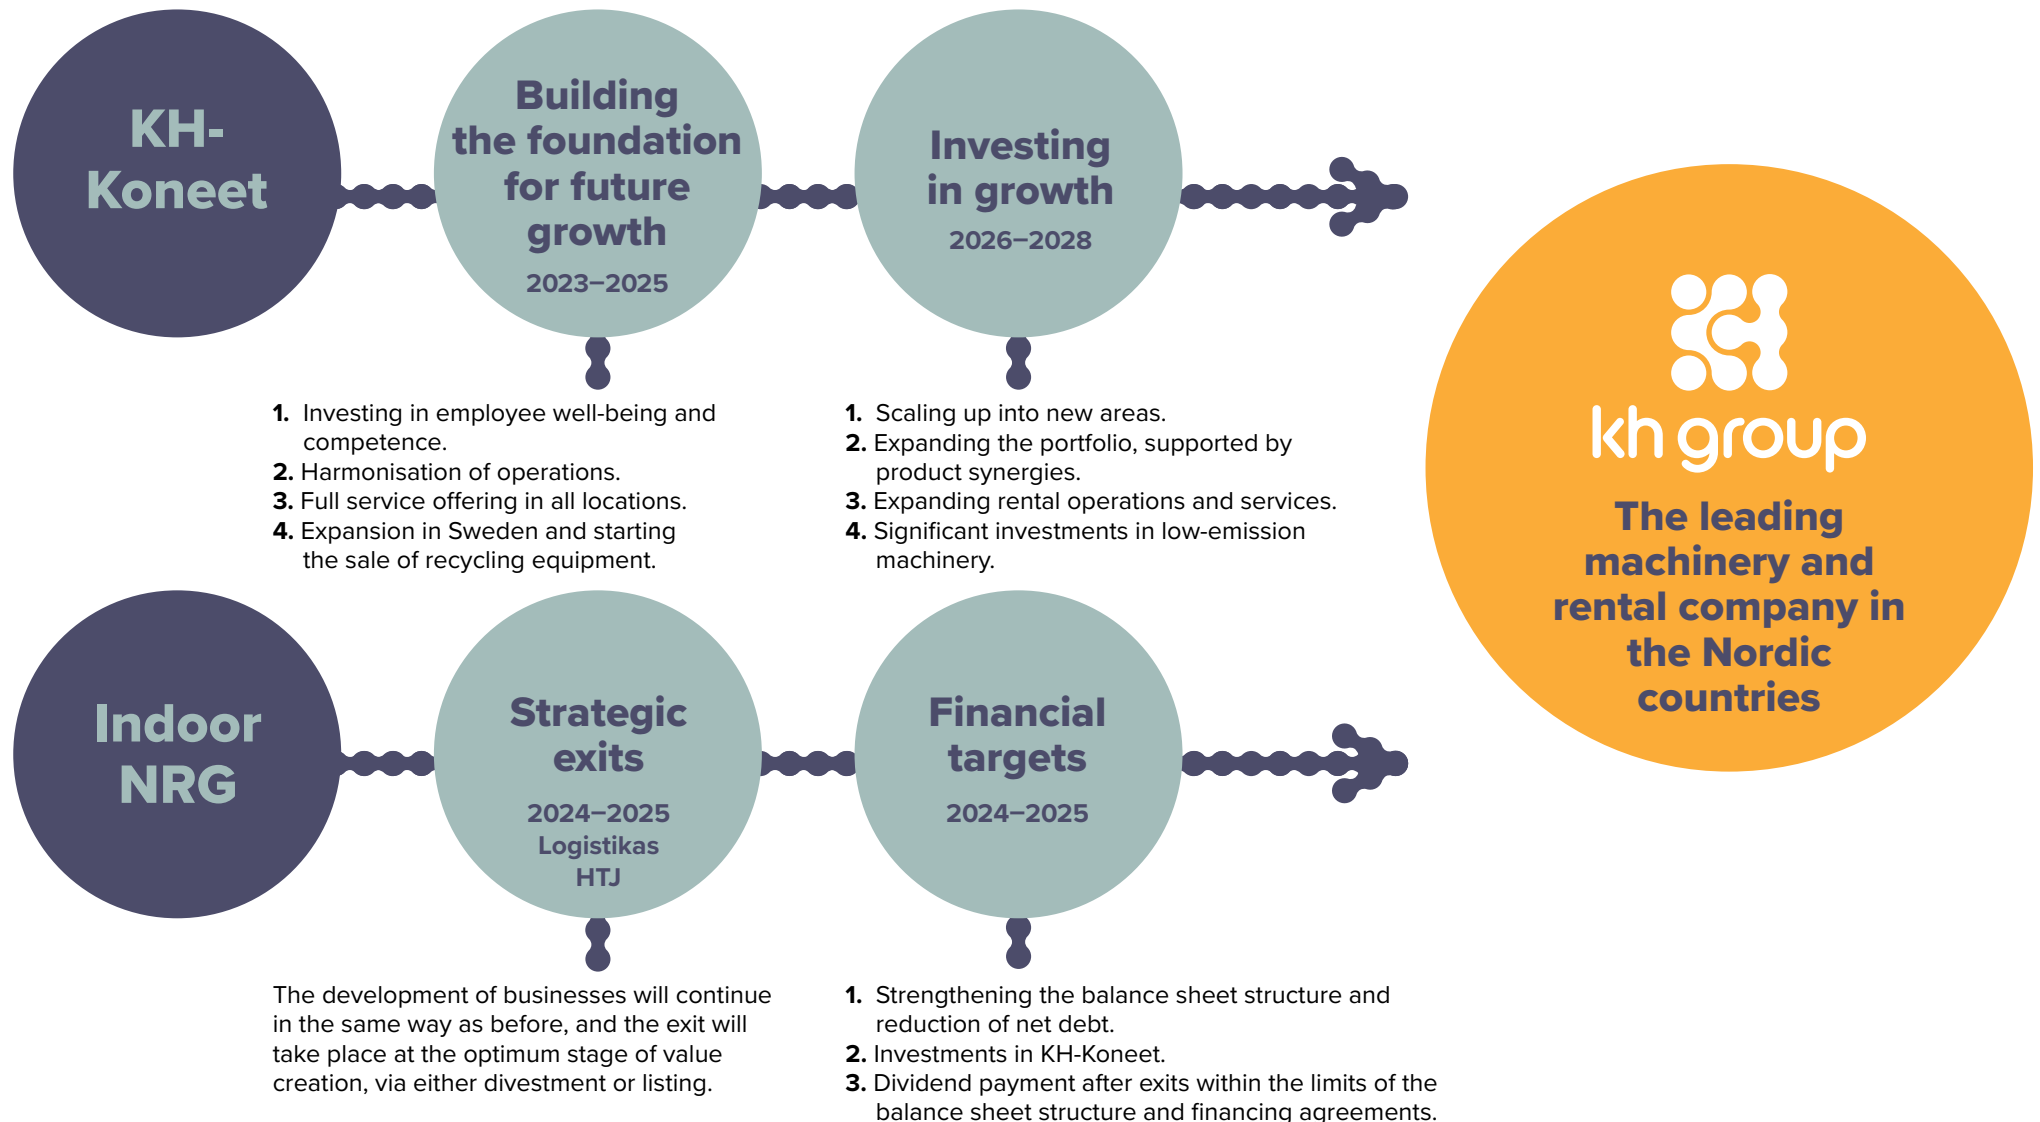 KH-
Koneet
Building
the foundation
for future
growth
2023–2025
Investing
in growth
2026–2028
1. Investing in employee well-being and
competence.
2. Harmonisation of operations.
3. Full service offering in all locations.
4. Expansion in Sweden and starting
the sale of recycling equipment.
1. Scaling up into new areas.
2. Expanding the portfolio, supported by
product synergies.
3. Expanding rental operations and services.
4. Significant investments in low-emission
machinery.
Indoor
NRG
Strategic
exits
2024–2025
Logistikas
HTJ
Financial
targets
2024–2025
The development of businesses will continue
in the same way as before, and the exit will
take place at the optimum stage of value
creation, via either divestment or listing.
1. Strengthening the balance sheet structure and
reduction of net debt.
2. Investments in KH-Koneet.
3. Dividend payment after exits within the limits of the
balance sheet structure and financing agreements.
kh group
The leading
machinery and
rental company in
the Nordic
countries